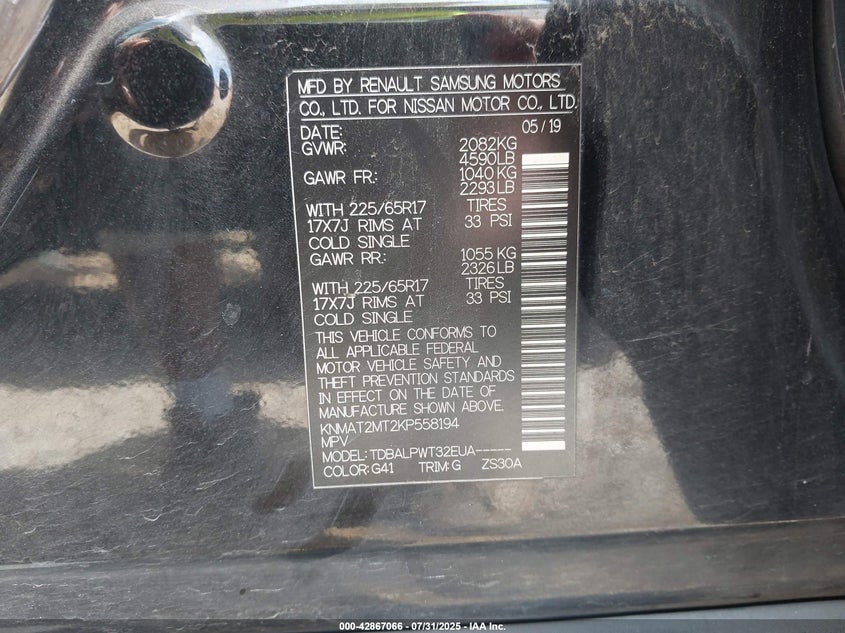 MFD BY RENAULT SAMSUNG MOTORS
CO., LTD. FOR NISSAN MOTOR CO., LTD.
DATE: 05/19
GVWR: 2082KG
4590LB
GAWR FR.: 1040KG
2293LB
WITH 225/65R17 TIRES
17X7J RIMS AT 33 PSI
COLD SINGLE
GAWR RR.: 1055KG
2326LB
WITH 225/65R17 TIRES
17X7J RIMS AT 33 PSI
COLD SINGLE
THIS VEHICLE CONFORMS TO
ALL APPLICABLE FEDERAL
MOTOR VEHICLE SAFETY AND
THEFT PREVENTION STANDARDS
IN EFFECT ON THE DATE OF
MANUFACTURE SHOWN ABOVE.
KNMAT2MT2KP558194
MPV
MODEL: TDBALPWT32EUA-----
COLOR: G41 TRIM: G ZS30A
000-42867066 - 07/31/2025 - IAA Inc.